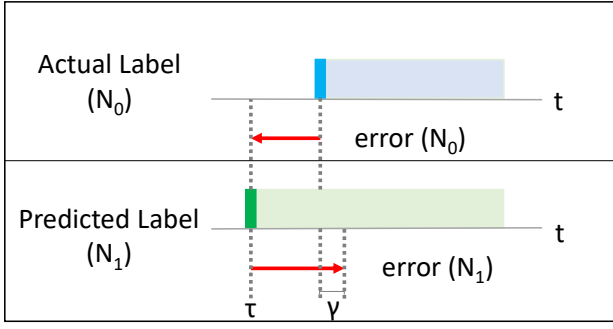 Actual Label
(N₀)
t
error (N₀)
Predicted Label
(N₁)
t
error (N₁)
τ
γ